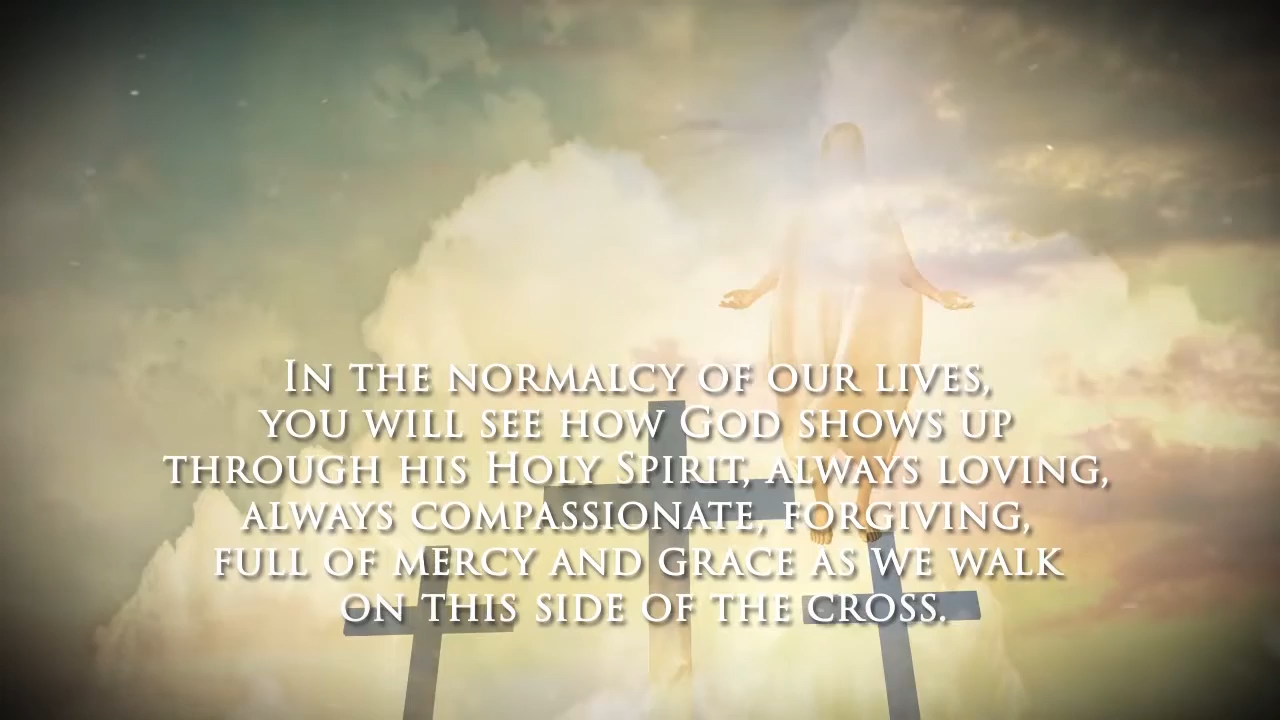 In the normalcy of our lives,
you will see how God shows up
through his Holy Spirit, always loving,
always compassionate, forgiving,
full of mercy and grace as we walk
on this side of the cross.